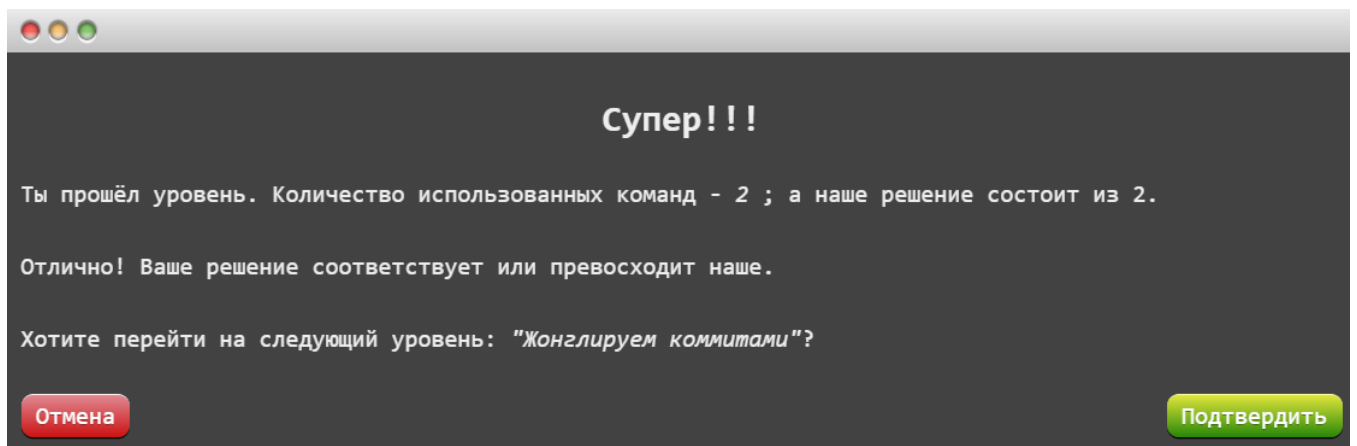 Супер!!!
Ты прошёл уровень. Количество использованных команд - 2 ; а наше решение состоит из 2.
Отлично! Ваше решение соответствует или превосходит наше.
Хотите перейти на следующий уровень: "Жонглируем коммитами"?
Отмена
Подтвердить